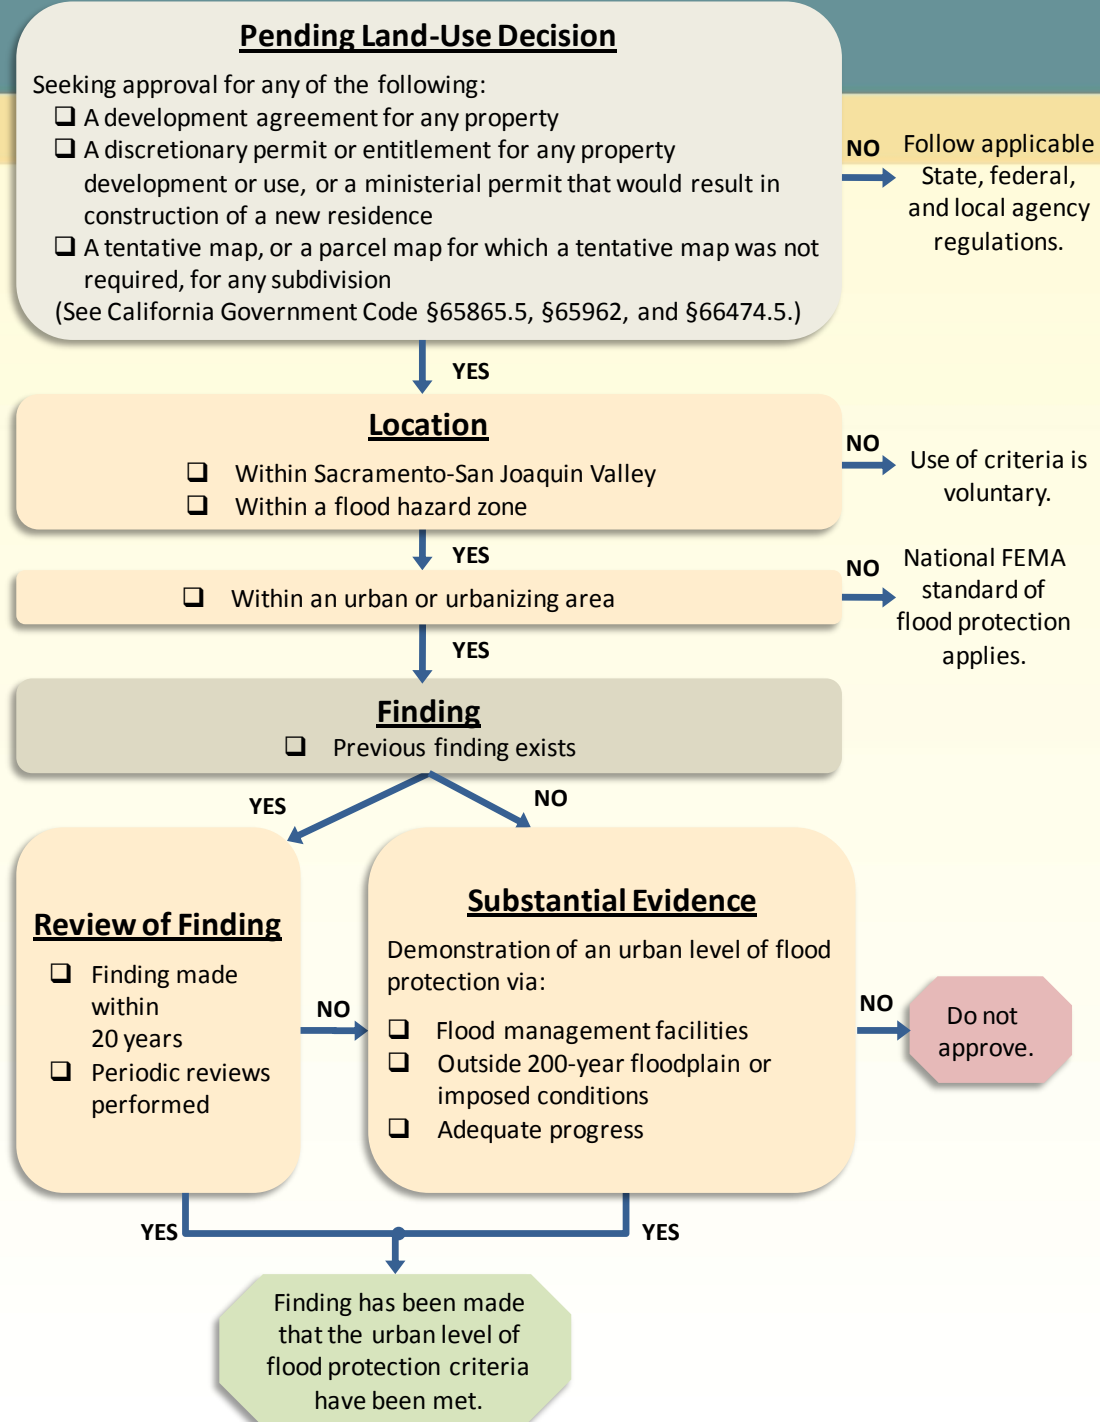 Pending Land-Use Decision
Seeking approval for any of the following:
❑ A development agreement for any property
❑ A discretionary permit or entitlement for any property
development or use, or a ministerial permit that would result in
construction of a new residence
❑ A tentative map, or a parcel map for which a tentative map was not
required, for any subdivision
(See California Government Code §65865.5, §65962, and §66474.5.)
NO
Follow applicable
State, federal,
and local agency
regulations.
YES
Location
❑ Within Sacramento-San Joaquin Valley
❑ Within a flood hazard zone
NO
Use of criteria is
voluntary.
YES
❑ Within an urban or urbanizing area
NO
National FEMA
standard of
flood protection
applies.
YES
Finding
❑ Previous finding exists
YES
NO
Review of Finding
❑ Finding made
within
20 years
❑ Periodic reviews
performed
NO
Substantial Evidence
Demonstration of an urban level of flood
protection via:
❑ Flood management facilities
❑ Outside 200-year floodplain or
imposed conditions
❑ Adequate progress
NO
Do not
approve.
YES
YES
Finding has been made
that the urban level of
flood protection criteria
have been met.